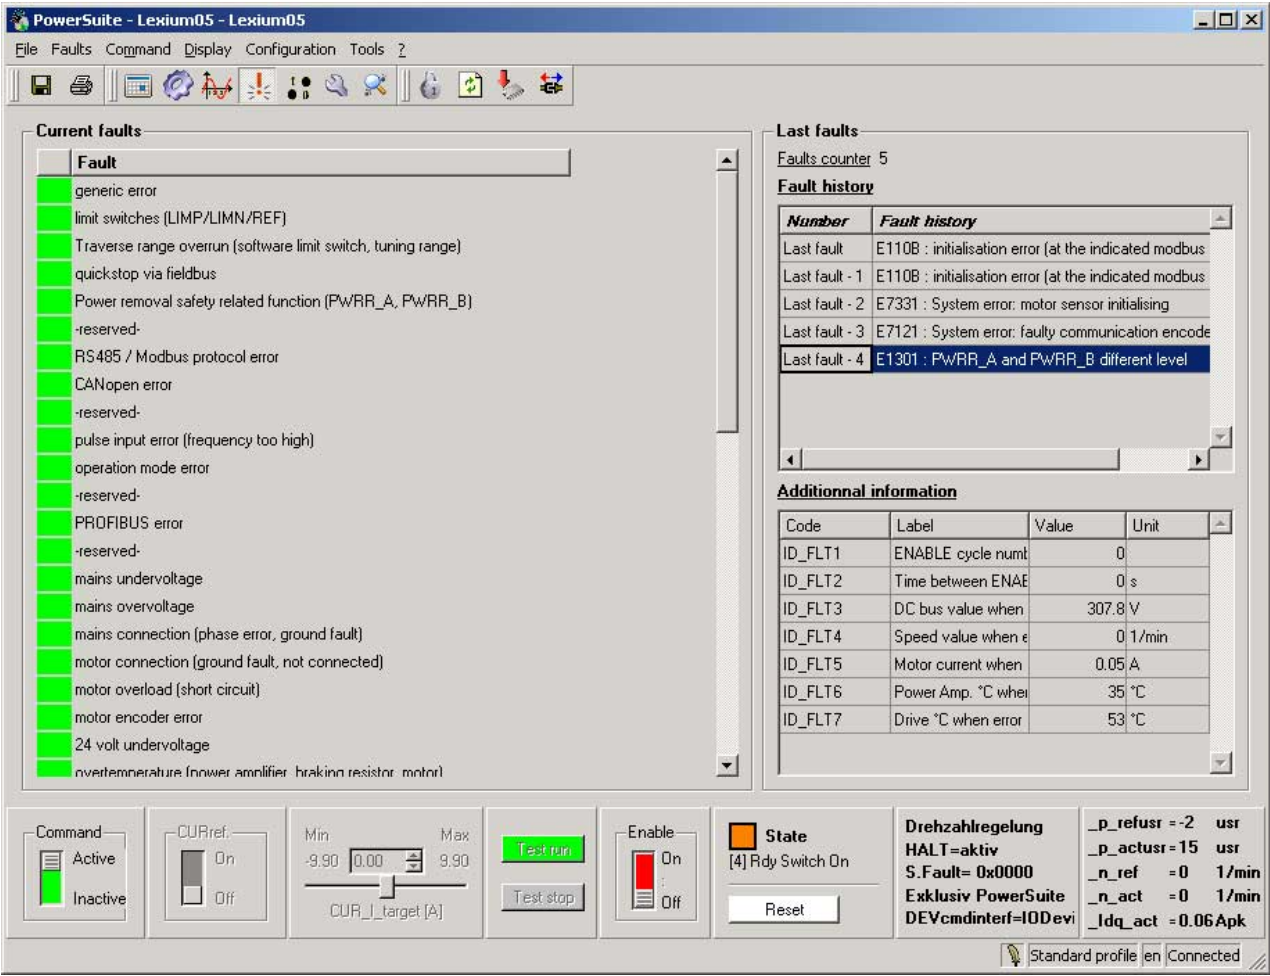 PowerSuite - Lexium05 - Lexium05
File Faults Command Display Configuration Tools ?
Current faults
Fault
generic error
limit switches (LIMP/LIMN/REF)
Traverse range overrun (software limit switch, tuning range)
quickstop via fieldbus
Power removal safety related function (PWRR_A, PWRR_B)
-reserved-
RS485 / Modbus protocol error
CANopen error
-reserved-
pulse input error (frequency too high)
operation mode error
-reserved-
PROFIBUS error
-reserved-
mains undervoltage
mains overvoltage
mains connection (phase error, ground fault)
motor connection (ground fault, not connected)
motor overload (short circuit)
motor encoder error
24 volt undervoltage
overtemperature (power amplifier, braking resistor, motor)
Last faults
Faults counter 5
Fault history
Number Fault history
Last fault E110B : initialisation error (at the indicated modbus
Last fault - 1 E110B : initialisation error (at the indicated modbus
Last fault - 2 E7331 : System error: motor sensor initialising
Last fault - 3 E7121 : System error: faulty communication encode
Last fault - 4 E1301 : PWRR_A and PWRR_B different level
Additionnal information
Code Label Value Unit
ID_FLT1 ENABLE cycle numb 0
ID_FLT2 Time between ENAE 0 s
ID_FLT3 DC bus value when 307.8 V
ID_FLT4 Speed value when e 0 1/min
ID_FLT5 Motor current when 0.05 A
ID_FLT6 Power Amp. °C whe 35 °C
ID_FLT7 Drive °C when error 53 °C
Command
Active
Inactive
CURref.
On
Off
Min Max
-9.90 0.00 9.90
CUR_I_target [A]
Test run
Test stop
Enable
On
:
Off
State
[4] Rdy Switch On
Reset
Drehzahlregelung
HALT=aktiv
S.Fault= 0x0000
Exklusiv PowerSuite
DEVcmdinterf=IODevi
_p_refusr =-2 usr
_p_actusr=15 usr
_n_ref =0 1/min
_n_act =0 1/min
_Idq_act =0.06Apk
Standard profile en Connected